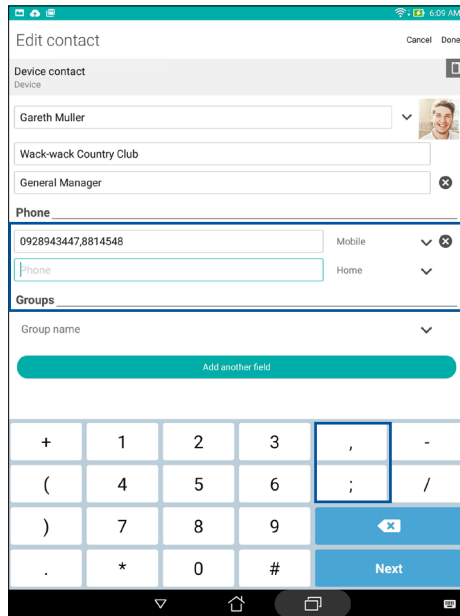 6:09 AM
Edit contact
Cancel Done
Device contact
Device
Gareth Muller
Wack-wack Country Club
General Manager
Phone
0928943447,8814548 Mobile
Phone Home
Groups
Group name
Add another field
+ 1 2 3 , -
( 4 5 6 ; /
) 7 8 9
. * 0 # Next